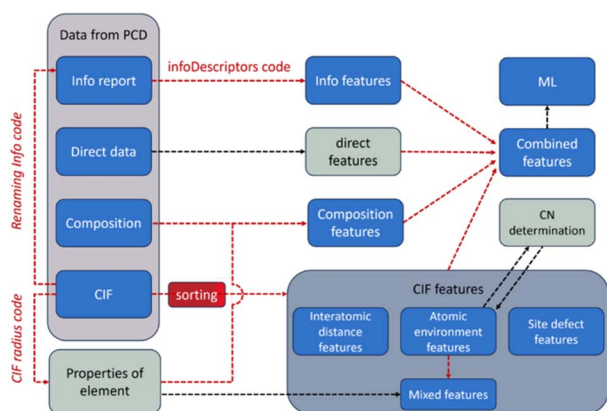 Data from PCD
Info report
infoDescriptors code
Info features
ML
Renaming Info code
Direct data
direct
features
Combined
features
Composition
Composition
features
CN
determination
CIF
sorting
CIF features
CIF radius code
Interatomic
distance
features
Atomic
environment
features
Site defect
features
Properties of
element
Mixed features